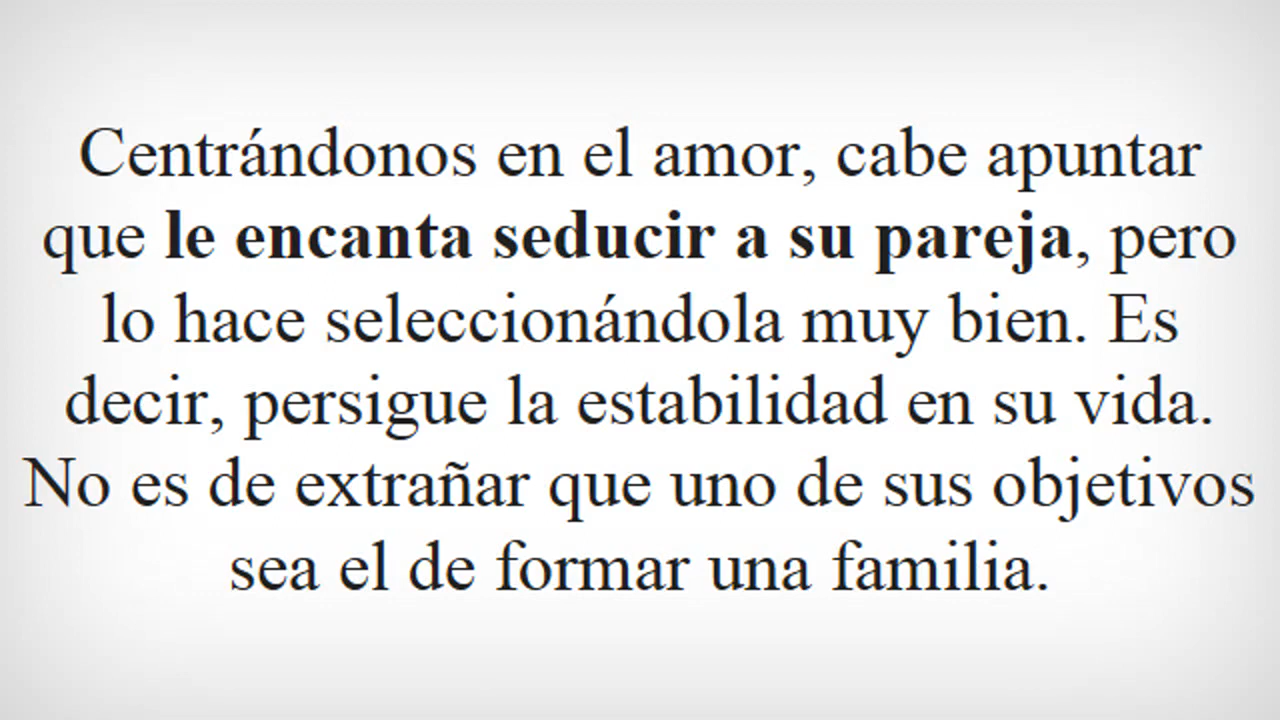 Centrándonos en el amor, cabe apuntar
que le encanta seducir a su pareja, pero
lo hace seleccionándola muy bien. Es
decir, persigue la estabilidad en su vida.
No es de extrañar que uno de sus objetivos
sea el de formar una familia.